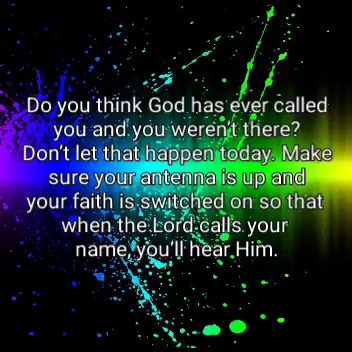 Do you think God has ever called
you and you weren't there?
Don't let that happen today. Make
sure your antenna is up and
your faith is switched on so that
when the Lord calls your
name, you'll hear Him.